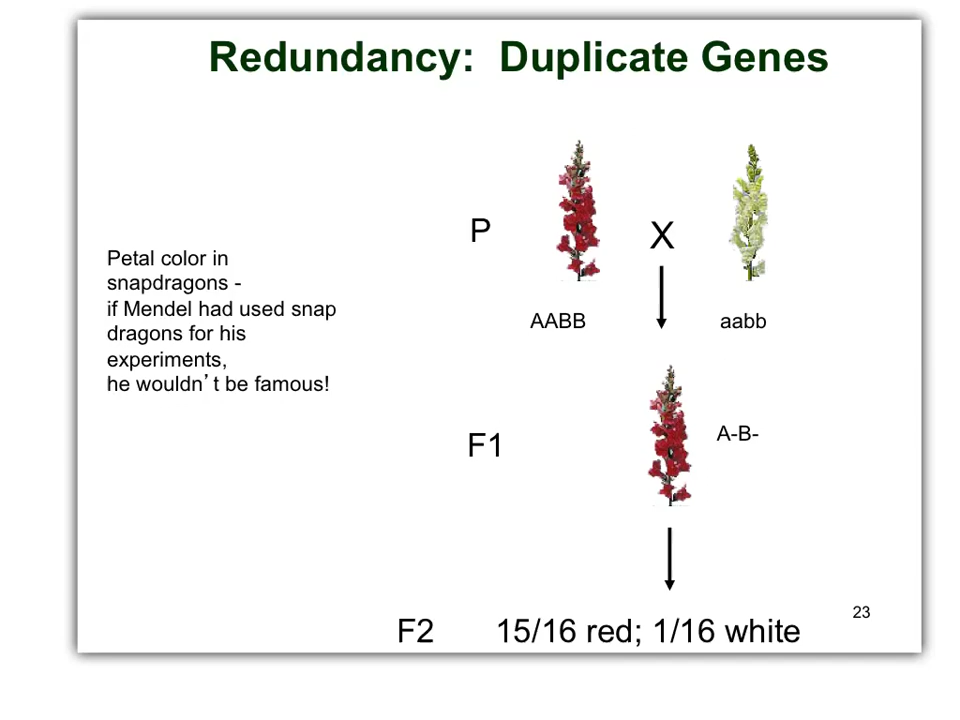 Redundancy:  Duplicate Genes
P
X
Petal color in
snapdragons -
if Mendel had used snap
dragons for his
experiments,
he wouldn’t be famous!
AABB
aabb
F1
A-B-
F2
15/16 red; 1/16 white
23